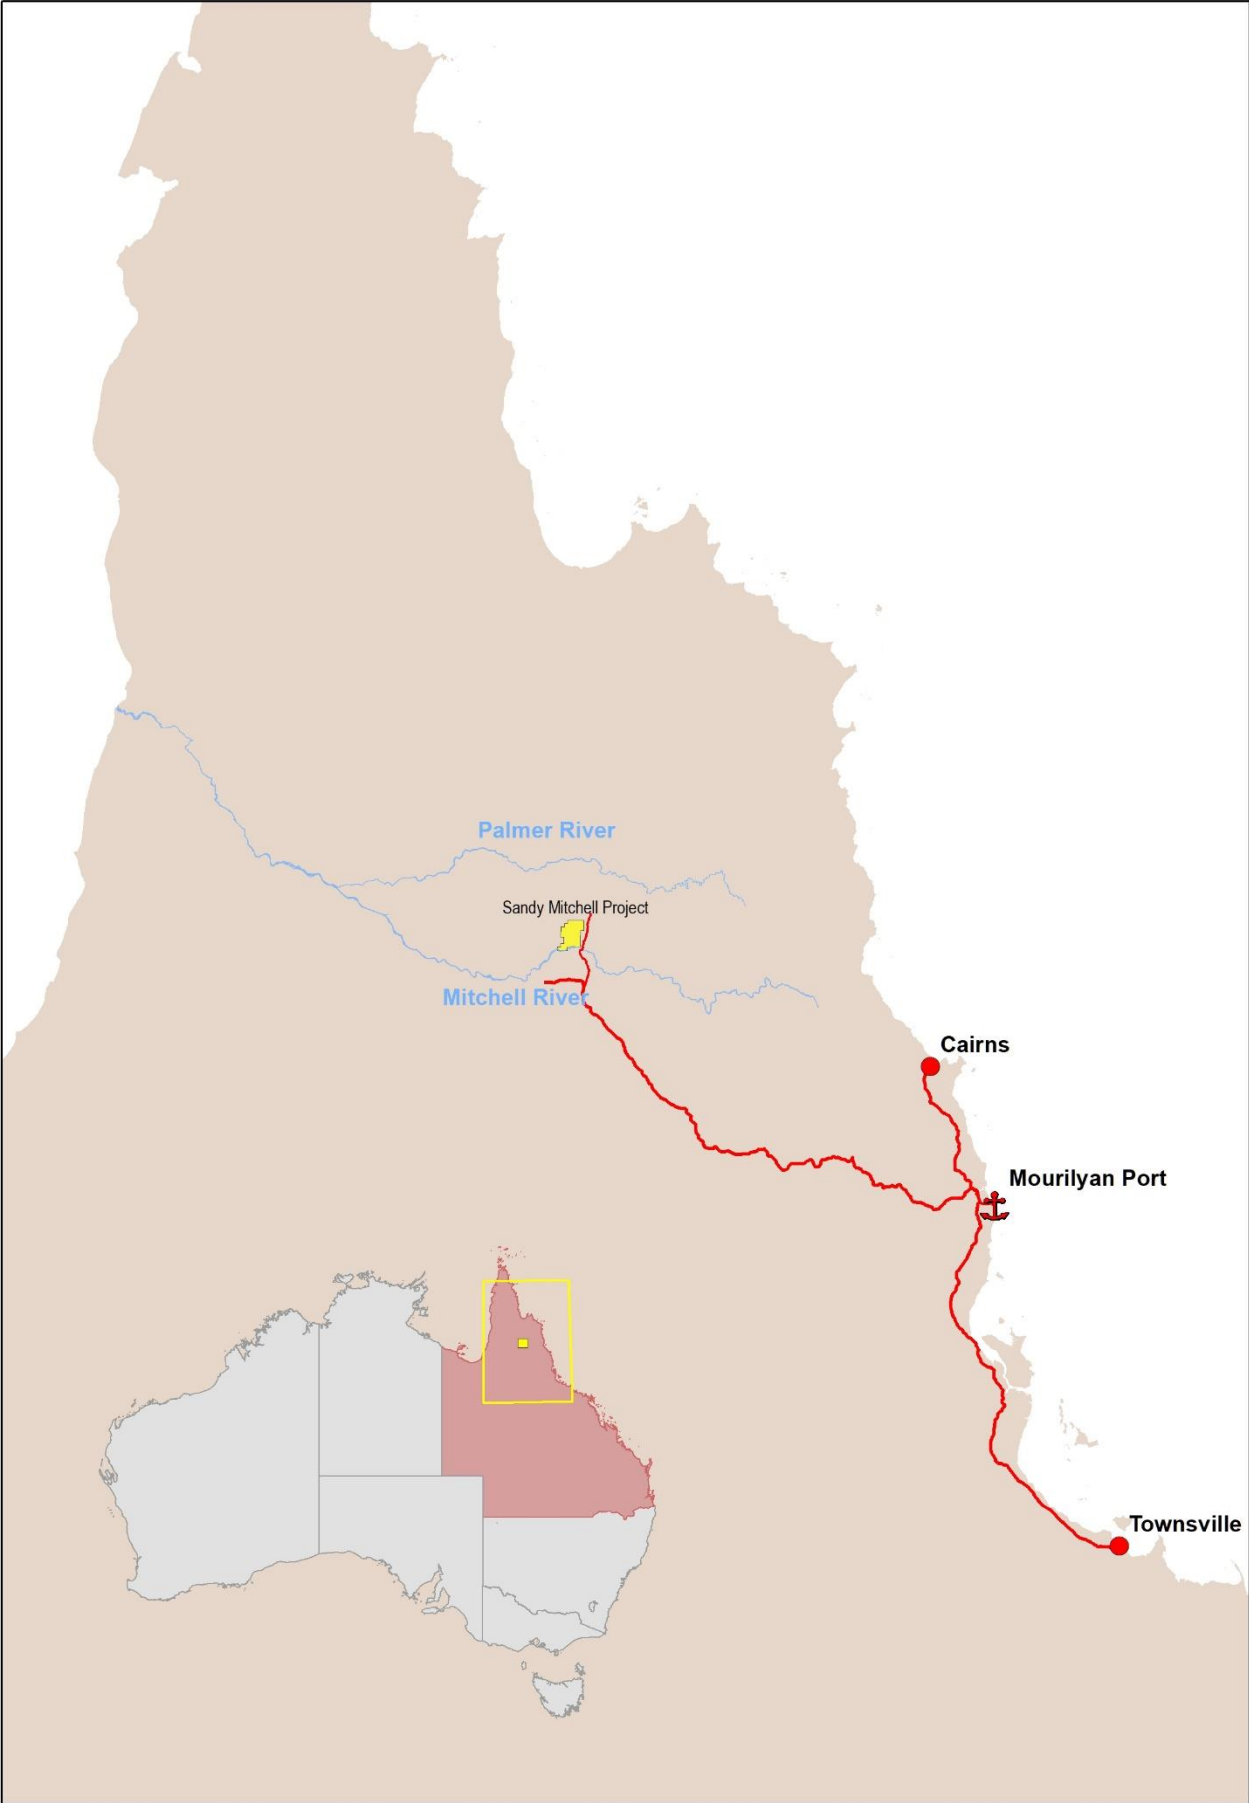 Palmer River
Sandy Mitchell Project
Mitchell River
Cairns
Mourilyan Port
Townsville